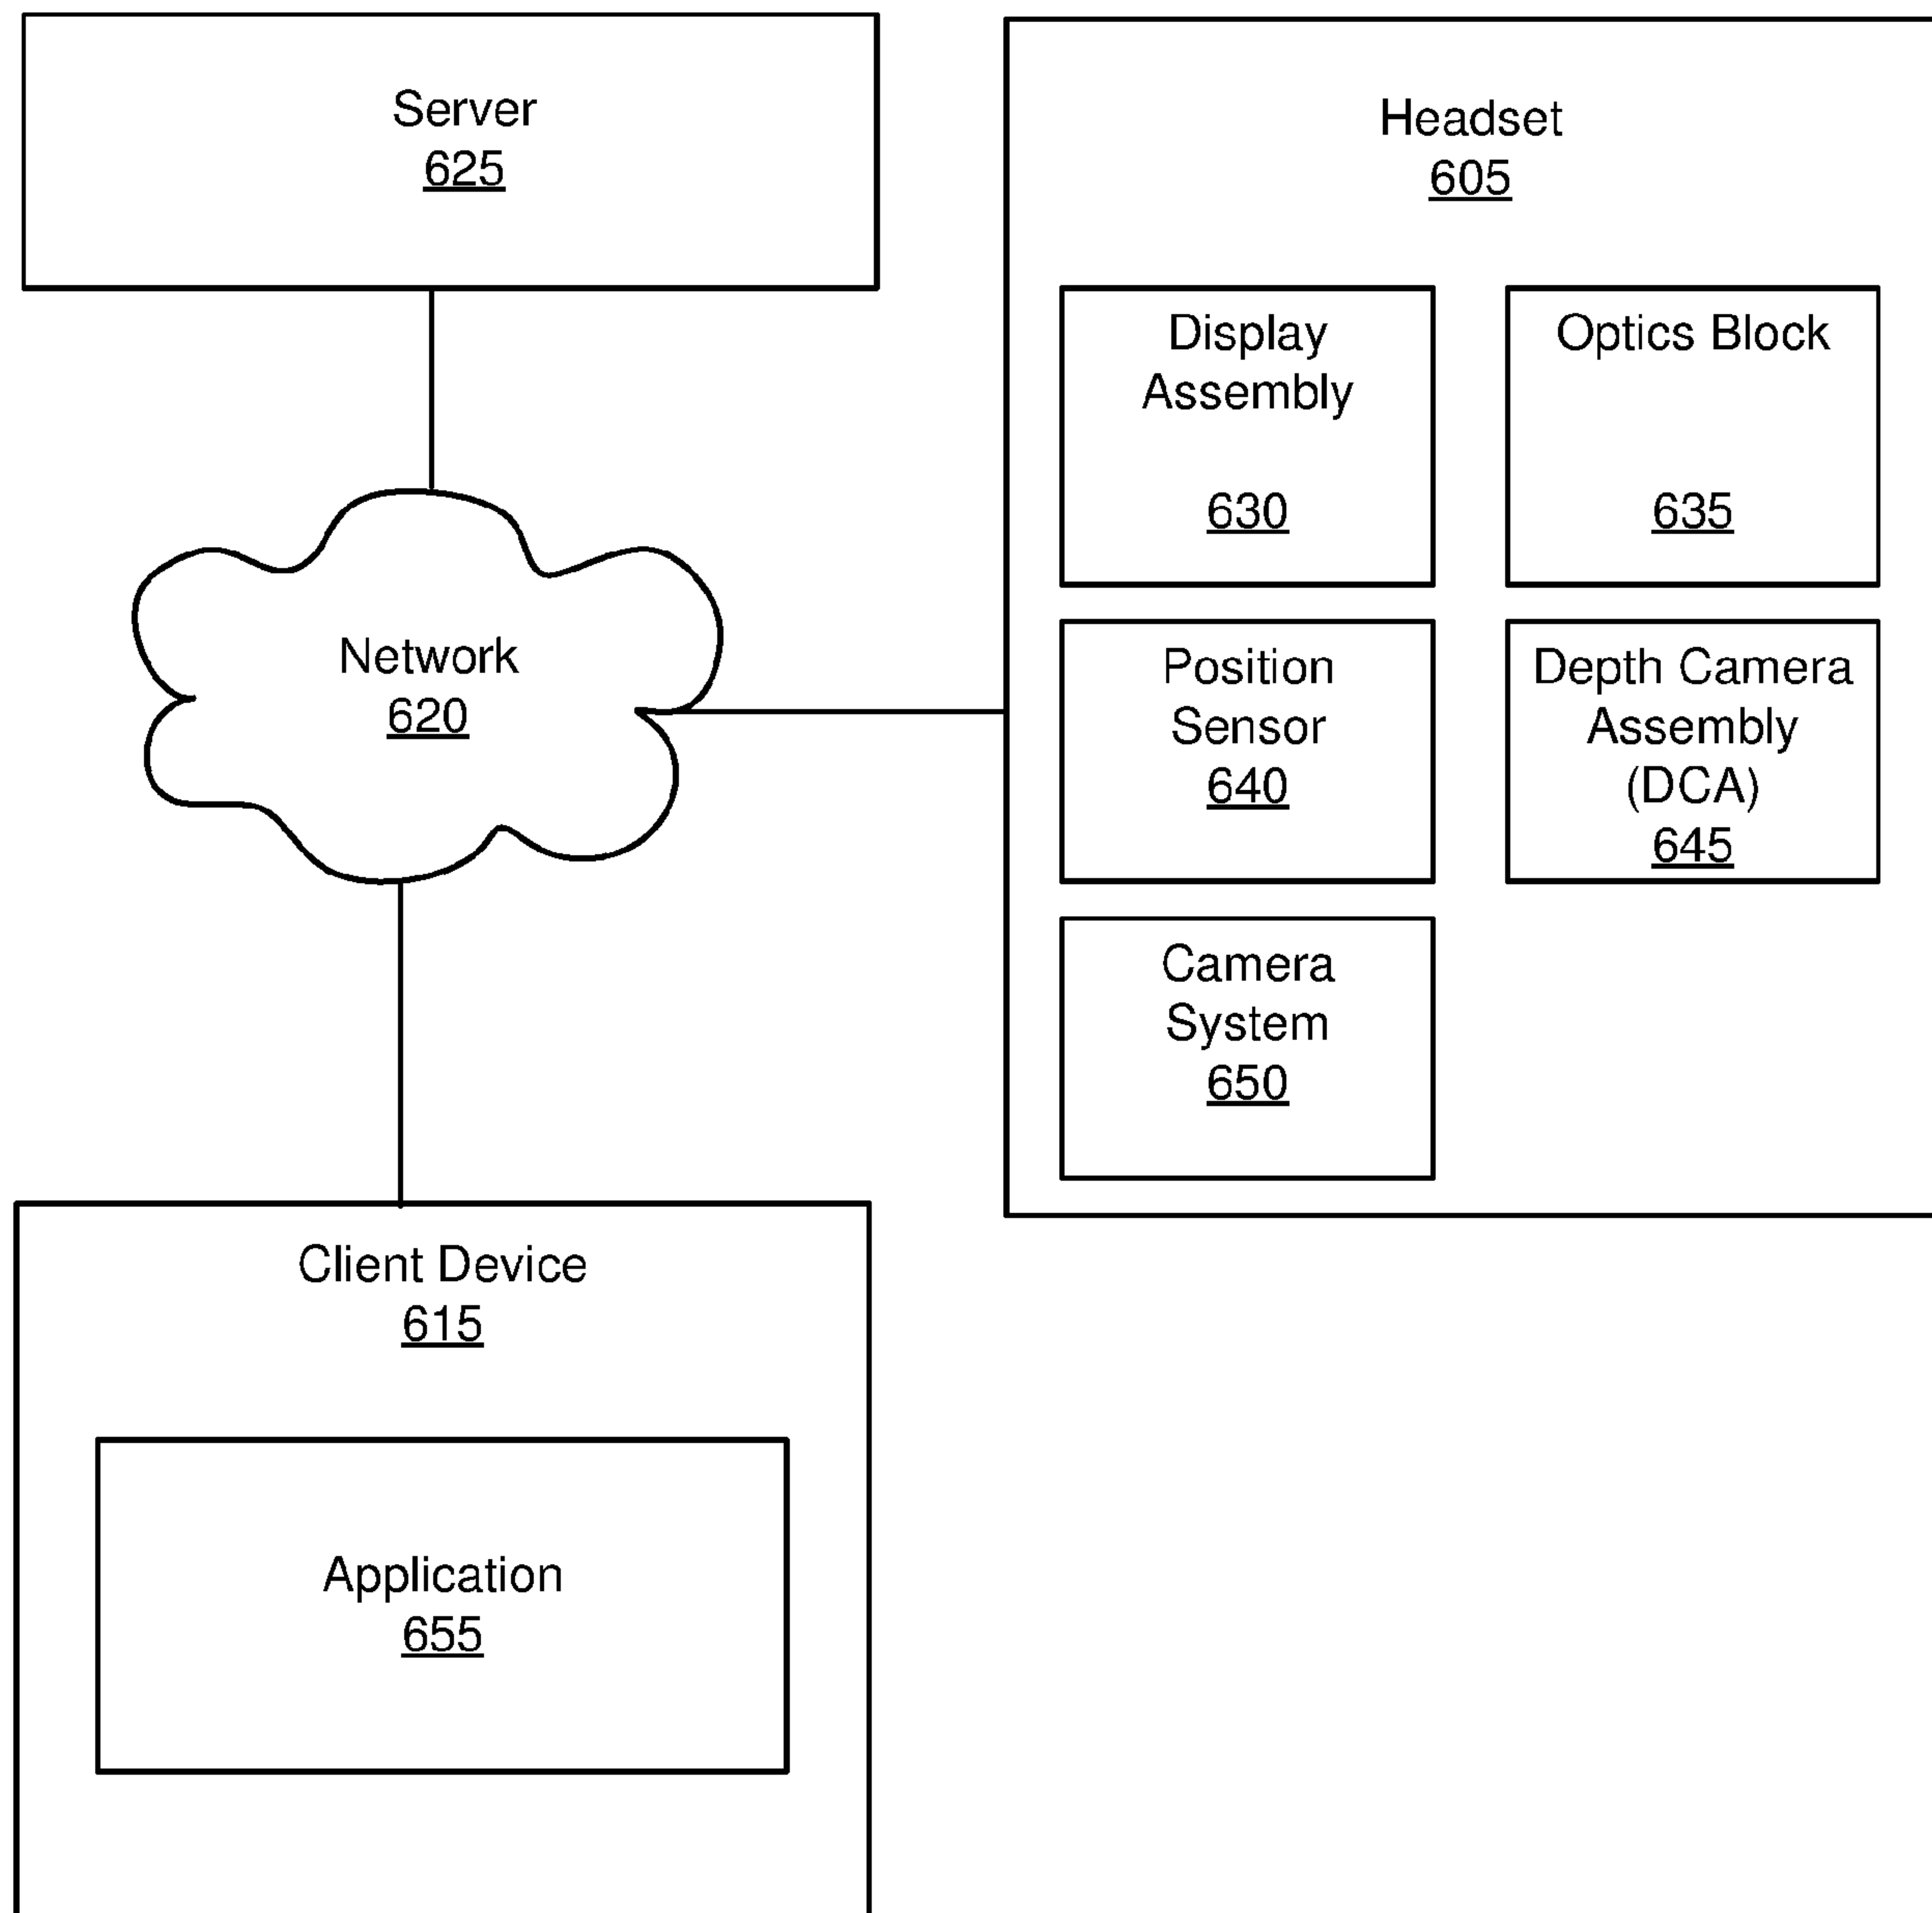 Server
625
Headset
605
Display
Assembly
630
Optics Block
635
Network
620
Position
Sensor
640
Depth Camera
Assembly
(DCA)
645
Camera
System
650
Client Device
615
Application
655